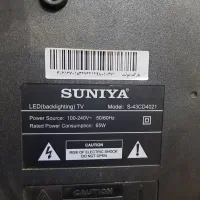 SUNIYA
LED(backlighting) TV Model: S-43CD4021
Power Source: 100-240V~ 50/60Hz
Rated Power Consumption: 65W
CAUTION
RISK OF ELECTRIC SHOCK
DO NOT OPEN